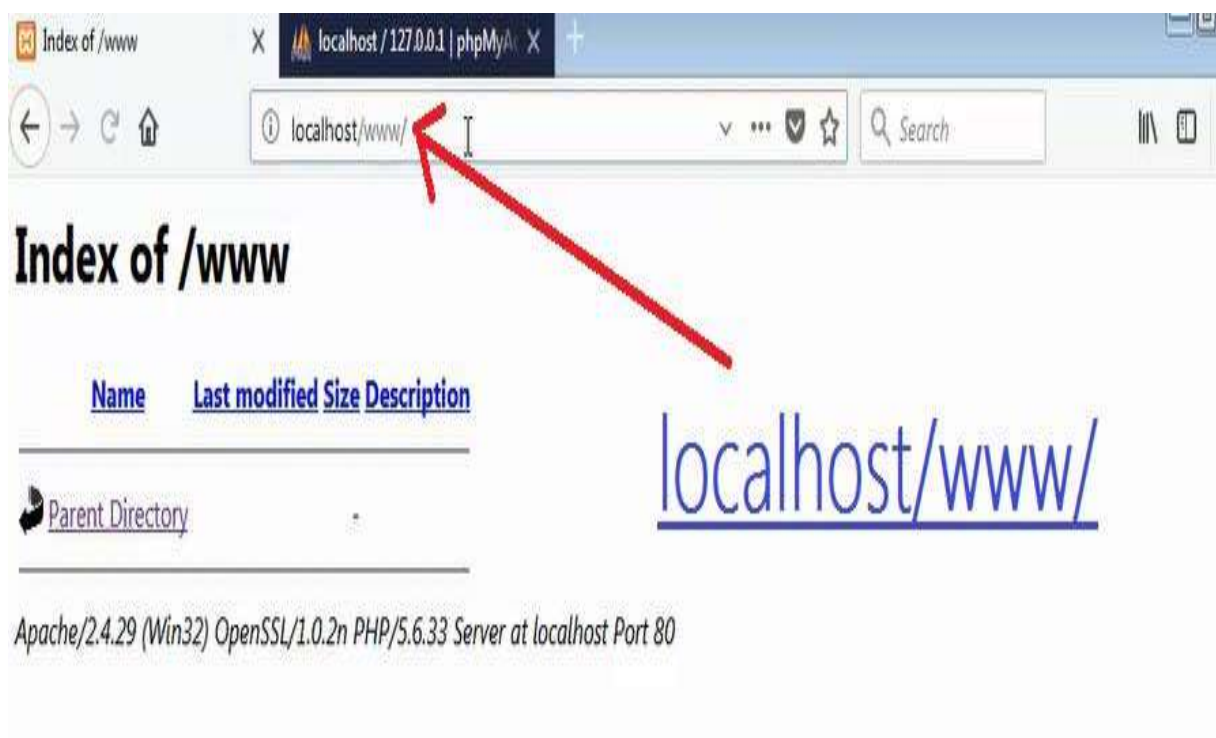 Index of /www
localhost / 127.0.0.1 | phpMyA
localhost/www/
Search
Index of /www
Name Last modified Size Description
Parent Directory -
localhost/www/
Apache/2.4.29 (Win32) OpenSSL/1.0.2n PHP/5.6.33 Server at localhost Port 80